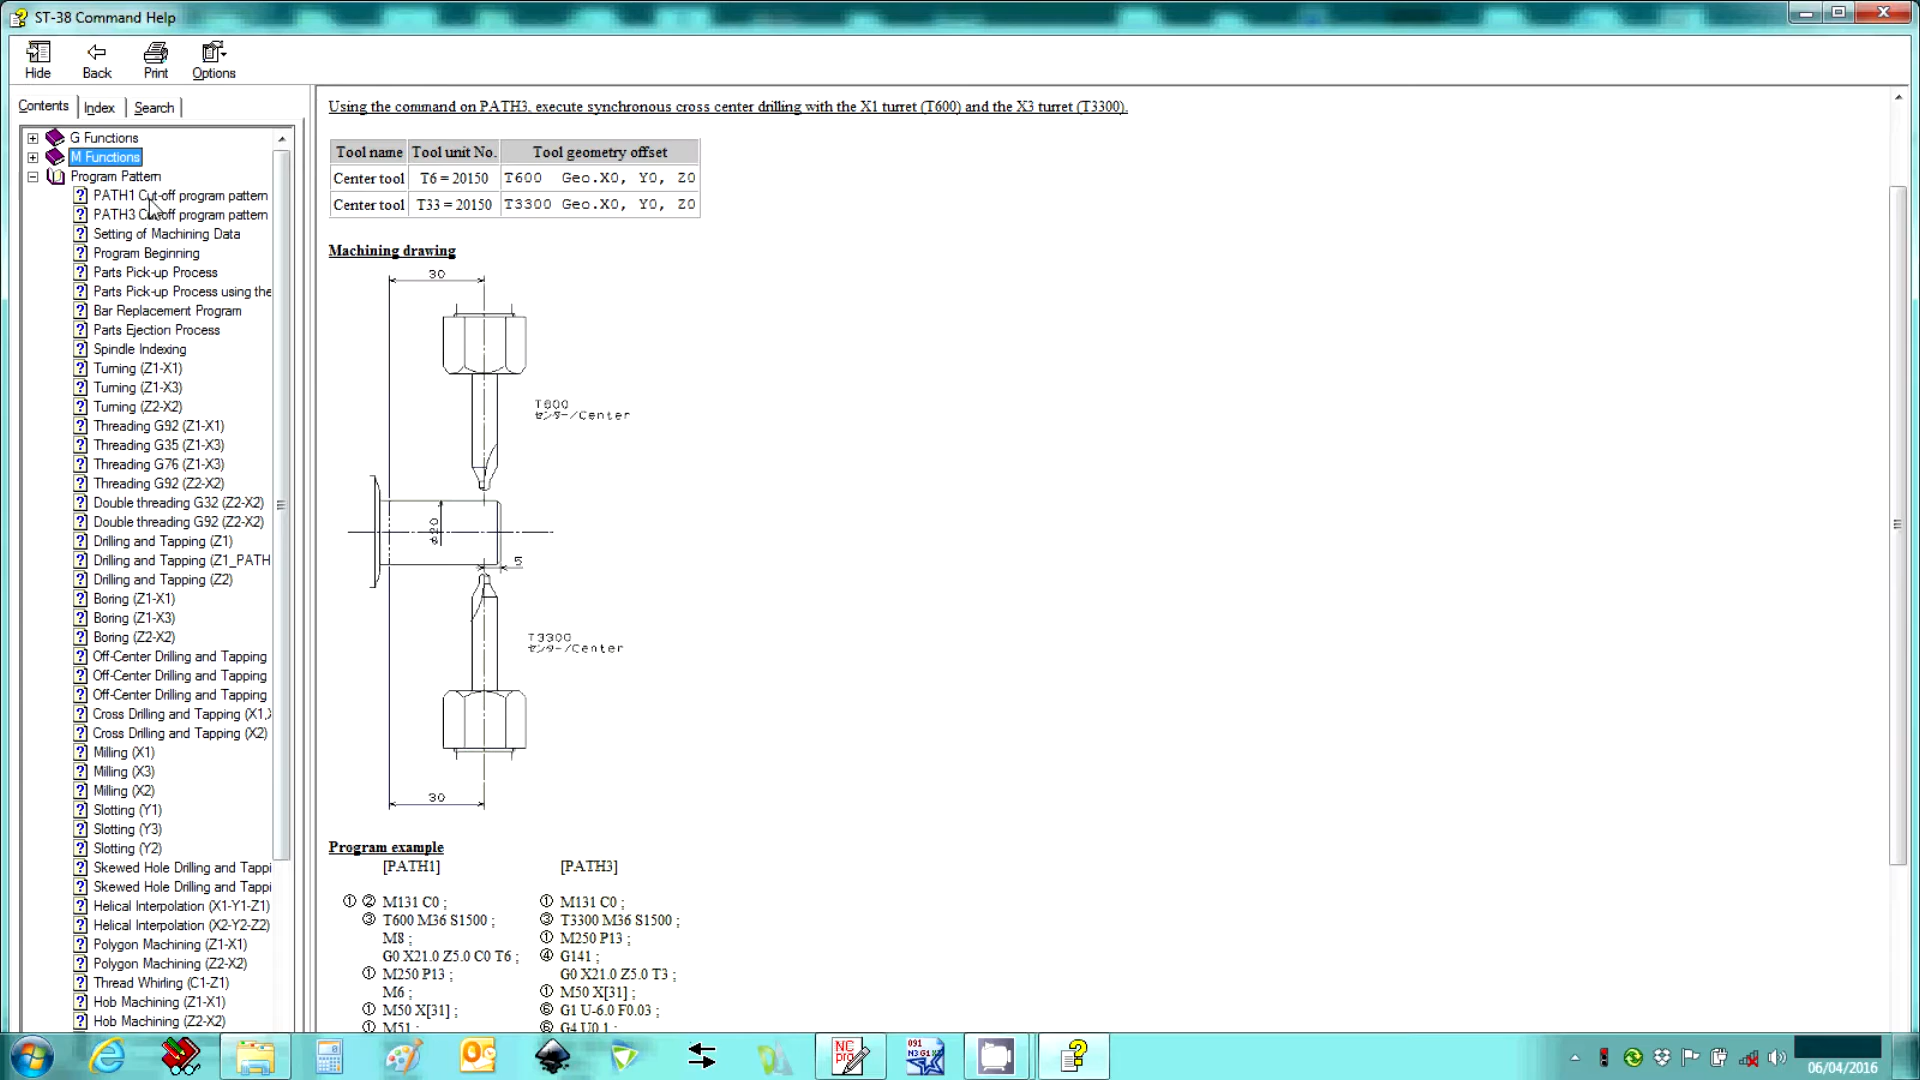 ST-38 Command Help
Hide Back Print Options
Contents Index Search
G Functions
M Functions
Program Pattern
PATH1 Cut-off program pattern
PATH3 Cut-off program pattern
Setting of Machining Data
Program Beginning
Parts Pick-up Process
Parts Pick-up Process using the
Bar Replacement Program
Parts Ejection Process
Spindle Indexing
Turning (Z1-X1)
Turning (Z1-X3)
Turning (Z2-X2)
Threading G92 (Z1-X1)
Threading G35 (Z1-X3)
Threading G76 (Z1-X3)
Threading G92 (Z2-X2)
Double threading G32 (Z2-X2)
Double threading G92 (Z2-X2)
Drilling and Tapping (Z1)
Drilling and Tapping (Z1_PATH
Drilling and Tapping (Z2)
Boring (Z1-X1)
Boring (Z1-X3)
Boring (Z2-X2)
Off-Center Drilling and Tapping
Off-Center Drilling and Tapping
Off-Center Drilling and Tapping
Cross Drilling and Tapping (X1,X
Cross Drilling and Tapping (X2)
Milling (X1)
Milling (X3)
Milling (X2)
Slotting (Y1)
Slotting (Y3)
Slotting (Y2)
Skewed Hole Drilling and Tappi
Skewed Hole Drilling and Tappi
Helical Interpolation (X1-Y1-Z1)
Helical Interpolation (X2-Y2-Z2)
Polygon Machining (Z1-X1)
Polygon Machining (Z2-X2)
Thread Whirling (C1-Z1)
Hob Machining (Z1-X1)
Hob Machining (Z2-X2)
Using the command on PATH3, execute synchronous cross center drilling with the X1 turret (T600) and the X3 turret (T3300).
Tool name Tool unit No. Tool geometry offset
Center tool T6 = 20150 T600 Geo.X0, Y0, Z0
Center tool T33 = 20150 T3300 Geo.X0, Y0, Z0
Machining drawing
30
T600
センター/Center
φ20
5
T3300
センター/Center
30
Program example
[PATH1] [PATH3]
① ② M131 C0 ; ① M131 C0 ;
③ T600 M36 S1500 ; ③ T3300 M36 S1500 ;
M8 ; ① M250 P13 ;
G0 X21.0 Z5.0 C0 T6 ; ④ G141 ;
① M250 P13 ; G0 X21.0 Z5.0 T3 ;
M6 ; ① M50 X[31] ;
① M50 X[31] ; ⑥ G1 U-6.0 F0.03 ;
① M51 ; ⑥ G4 U0.1 ;
NC
prg
091
N3 G1X
06/04/2016